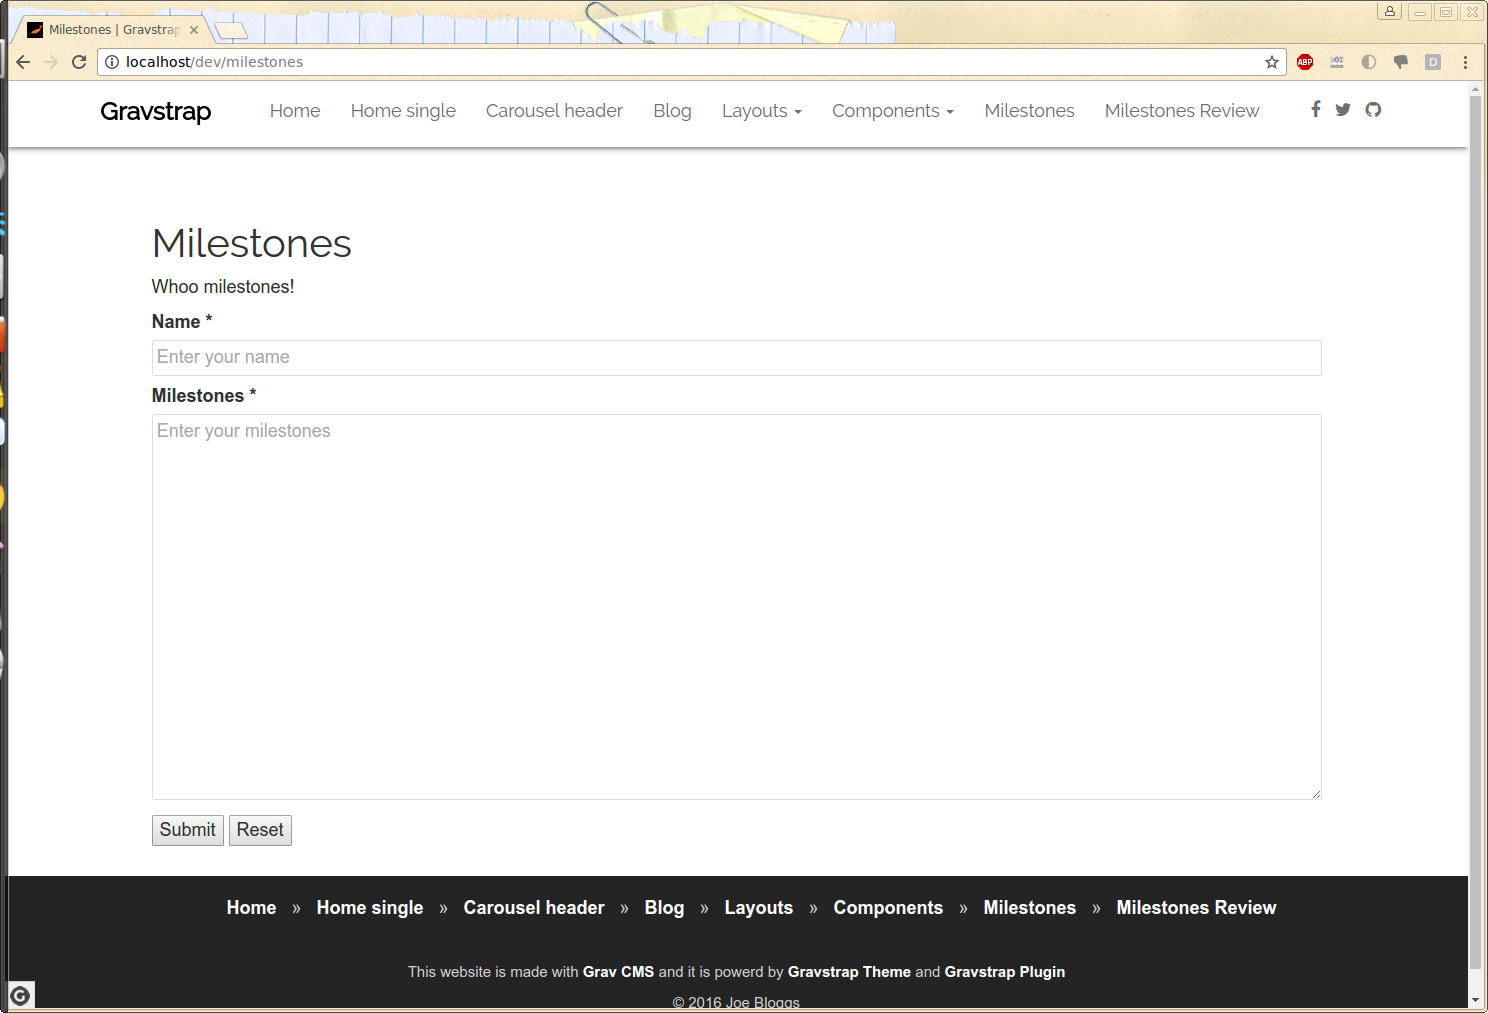 Milestones | Gravstrap
localhost/dev/milestones
ABP
D
Gravstrap Home Home single Carousel header Blog Layouts Components Milestones Milestones Review
Milestones
Whoo milestones!
Name *
Enter your name
Milestones *
Enter your milestones
Submit Reset
Home » Home single » Carousel header » Blog » Layouts » Components » Milestones » Milestones Review
This website is made with Grav CMS and it is powerd by Gravstrap Theme and Gravstrap Plugin
© 2016 Joe Bloggs